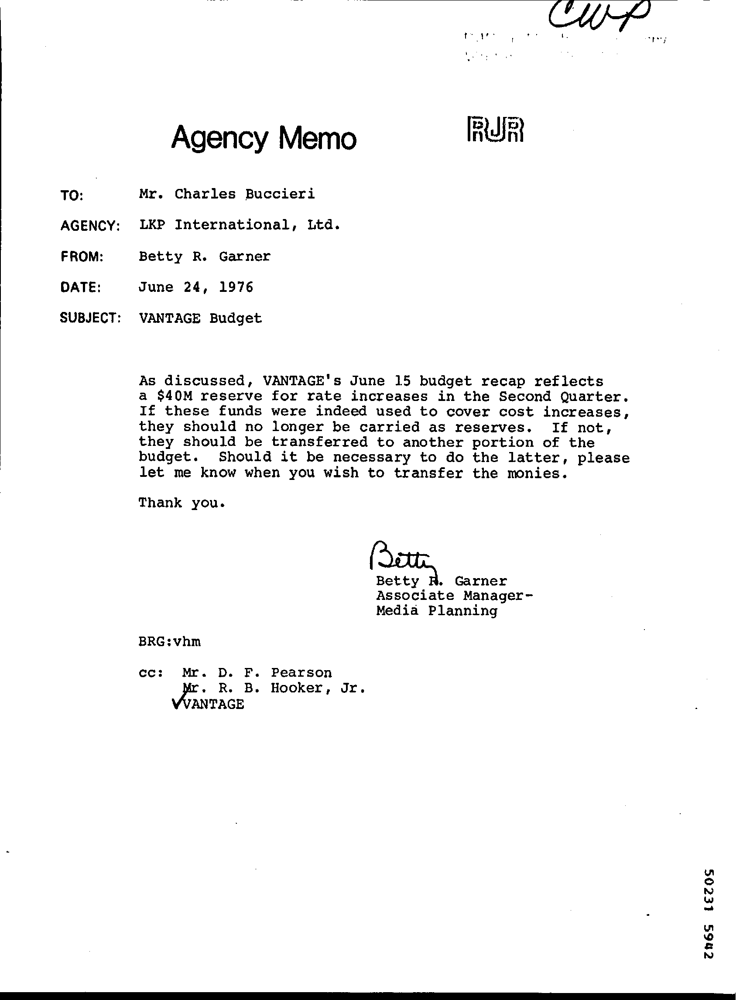 CWP
Agency Memo
RJR
TO: Mr. Charles Buccieri
AGENCY: LKP International, Ltd.
FROM: Betty R. Garner
DATE: June 24, 1976
SUBJECT: VANTAGE Budget
As discussed, VANTAGE's June 15 budget recap reflects
a $40M reserve for rate increases in the Second Quarter.
If these funds were indeed used to cover cost increases,
they should no longer be carried as reserves. If not,
they should be transferred to another portion of the
budget. Should it be necessary to do the latter, please
let me know when you wish to transfer the monies.
Thank you.
Betty
Betty R. Garner
Associate Manager-
Media Planning
BRG:vhm
cc: Mr. D. F. Pearson
Mr. R. B. Hooker, Jr.
✓VANTAGE
50231 5942